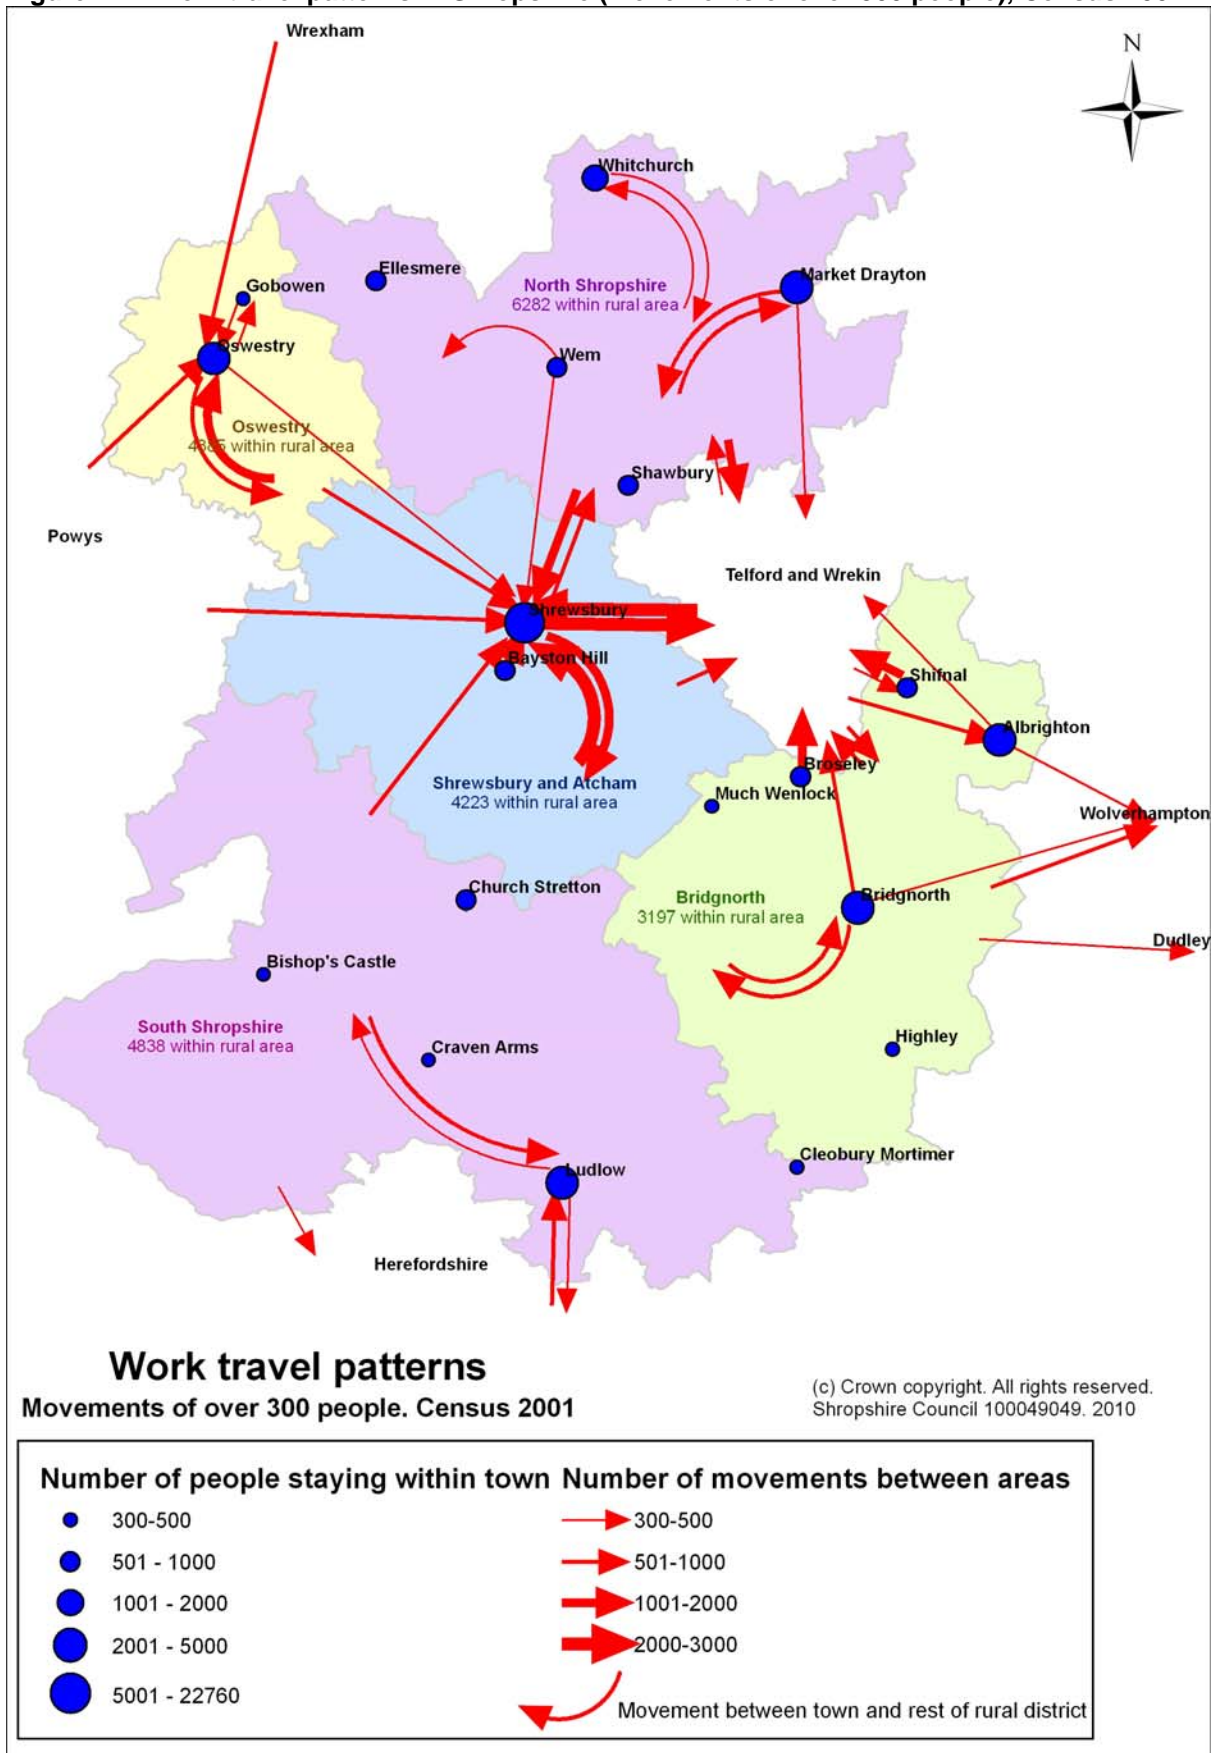 Wrexham
N
Whitchurch
Ellesmere
Gobowen
Market Drayton
North Shropshire
6282 within rural area
Oswestry
Wem
Oswestry
within rural area
Shawbury
Powys
Telford and Wrekin
Shrewsbury
Bayston Hill
Shifnal
Albrighton
Broseley
Shrewsbury and Atcham
4223 within rural area
Much Wenlock
Wolverhampton
Church Stretton
Bridgnorth
3197 within rural area
Bridgnorth
Dudley
Bishop's Castle
South Shropshire
4838 within rural area
Craven Arms
Highley
Cleobury Mortimer
Ludlow
Herefordshire
Work travel patterns
Movements of over 300 people. Census 2001
(c) Crown copyright. All rights reserved.
Shropshire Council 100049049. 2010
Number of people staying within town
300-500
501 - 1000
1001 - 2000
2001 - 5000
5001 - 22760
Number of movements between areas
300-500
501-1000
1001-2000
2000-3000
Movement between town and rest of rural district